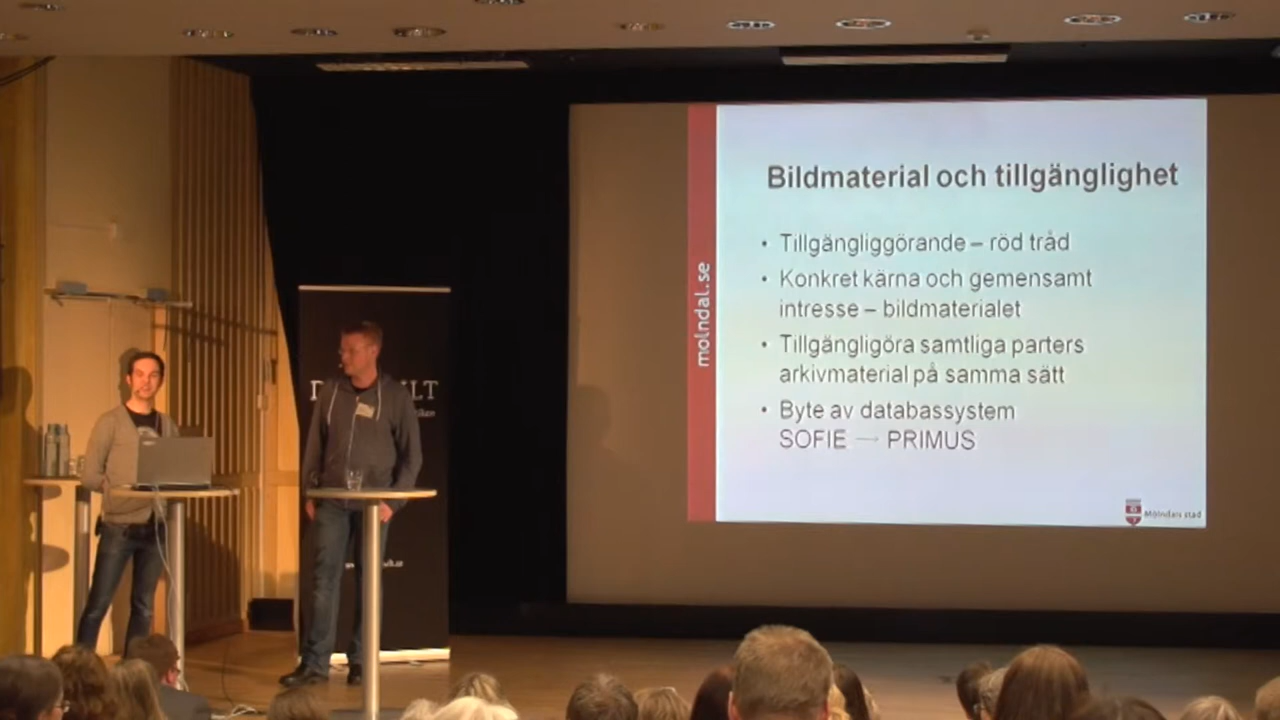 Bildmaterial och tillgänglighet
• Tillgängliggörande – röd tråd
• Konkret kärna och gemensamt
intresse – bildmaterialet
• Tillgängligöra samtliga parters
arkivmaterial på samma sätt
• Byte av databassystem
SOFIE → PRIMUS
molndal.se
Mölndals stad